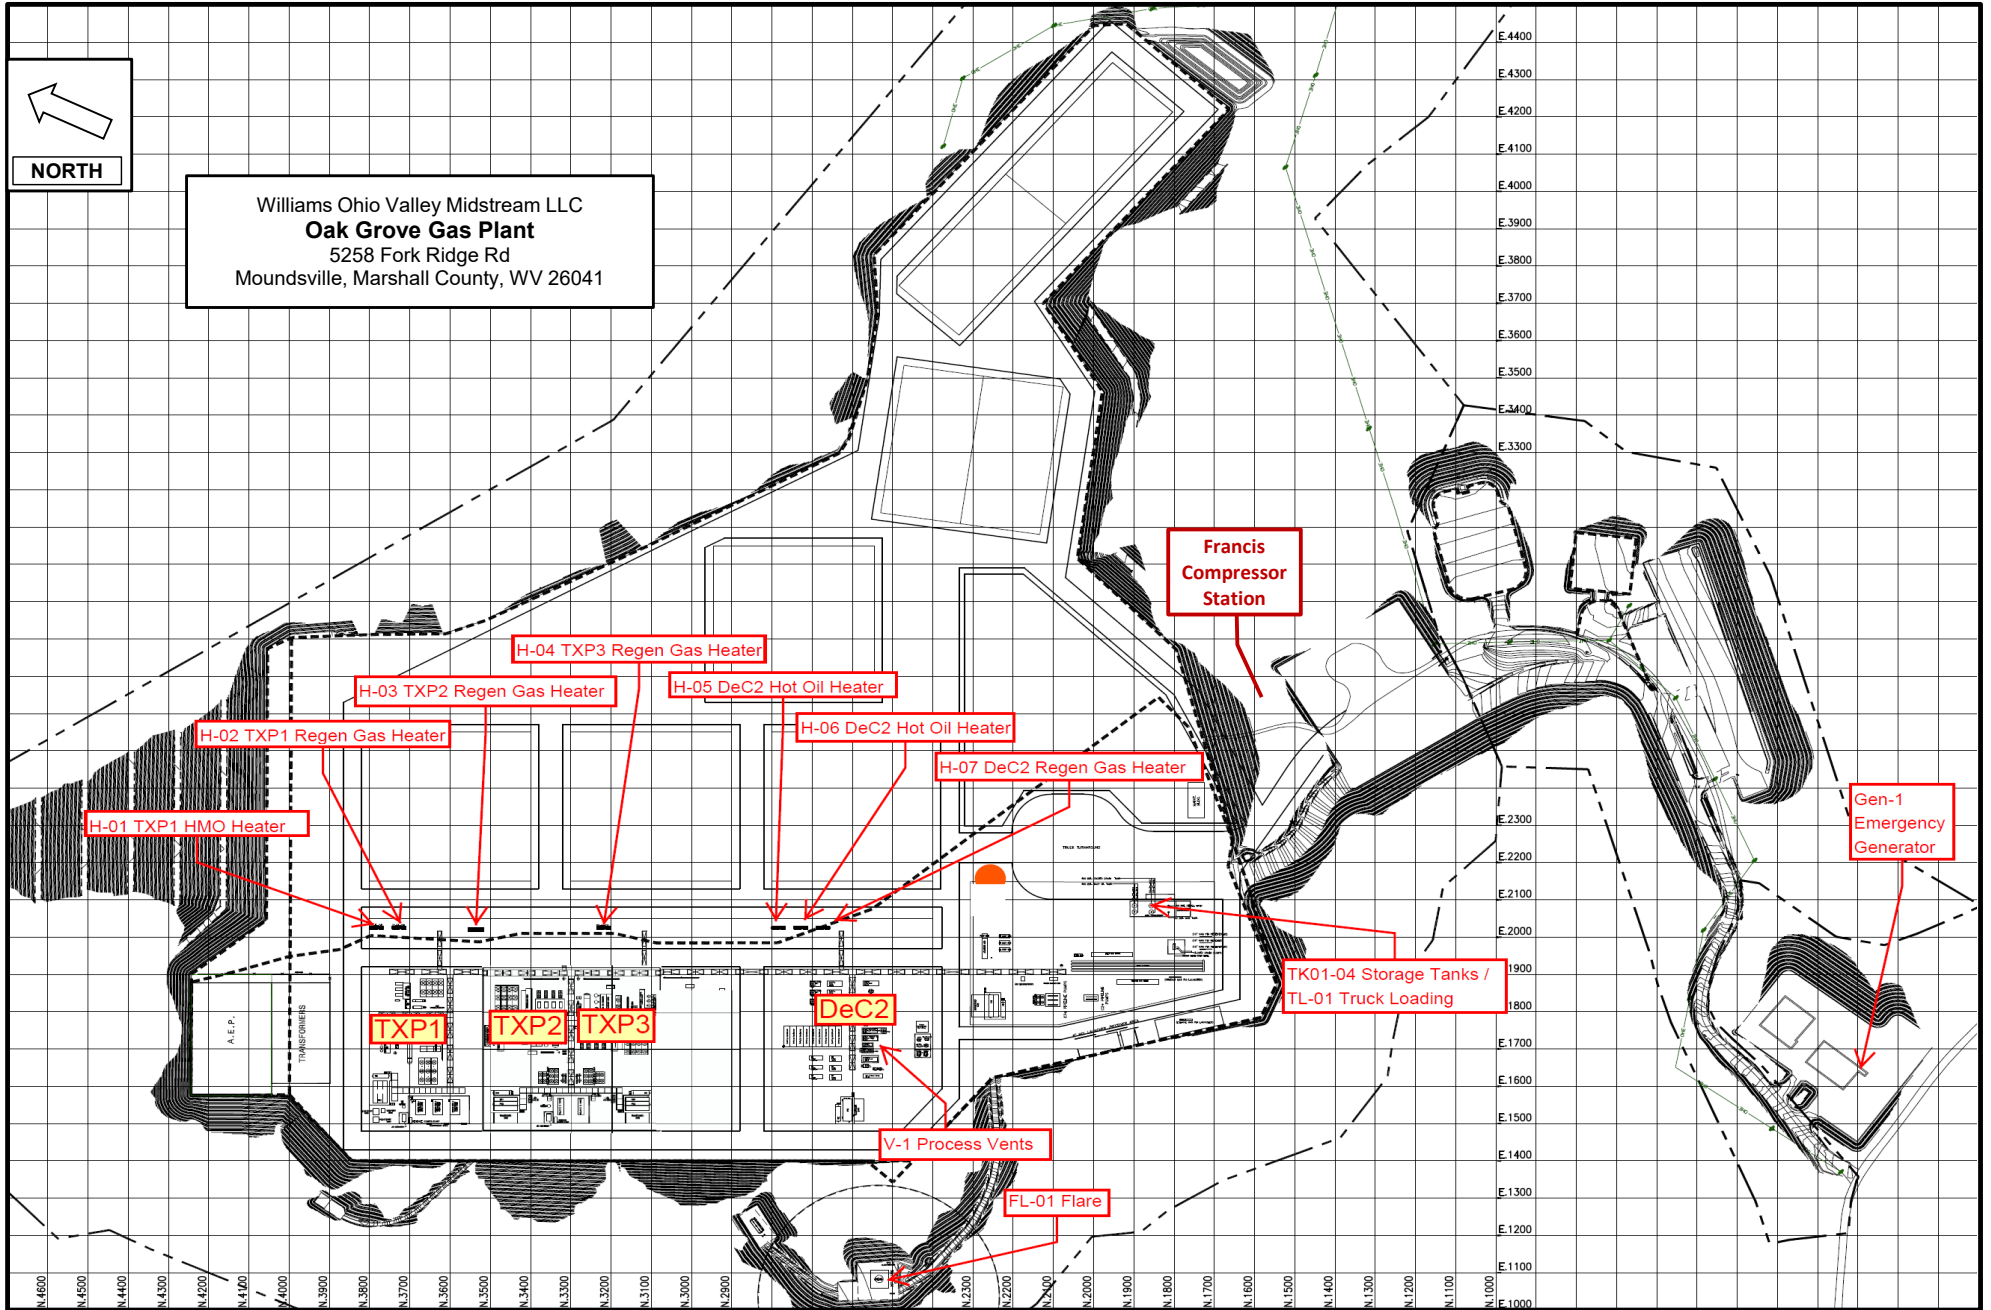 NORTH
Williams Ohio Valley Midstream LLC
Oak Grove Gas Plant
5258 Fork Ridge Rd
Moundsville, Marshall County, WV 26041
E.4400
E.4300
E.4200
E.4100
E.4000
E.3900
E.3800
E.3700
E.3600
E.3500
E.3400
E.3300
Francis
Compressor
Station
H-04 TXP3 Regen Gas Heater
H-03 TXP2 Regen Gas Heater
H-05 DeC2 Hot Oil Heater
H-02 TXP1 Regen Gas Heater
H-06 DeC2 Hot Oil Heater
H-07 DeC2 Regen Gas Heater
H-01 TXP1 HMO Heater
Gen-1
Emergency
Generator
E.2300
E.2200
E.2100
E.2000
TRUCK TURNAROUND
TK01-04 Storage Tanks /
TL-01 Truck Loading
E.1900
E.1800
E.1700
E.1600
E.1500
E.1400
E.1300
E.1200
E.1100
E.1000
A.E.P.
TRANSFORMERS
TXP1
TXP2
TXP3
DeC2
V-1 Process Vents
FL-01 Flare
N.4600
N.4500
N.4400
N.4300
N.4200
N.4100
N.4000
N.3900
N.3800
N.3700
N.3600
N.3500
N.3400
N.3300
N.3200
N.3100
N.3000
N.2900
N.2300
N.2200
N.2100
N.2000
N.1900
N.1800
N.1700
N.1600
N.1500
N.1400
N.1300
N.1200
N.1100
N.1000